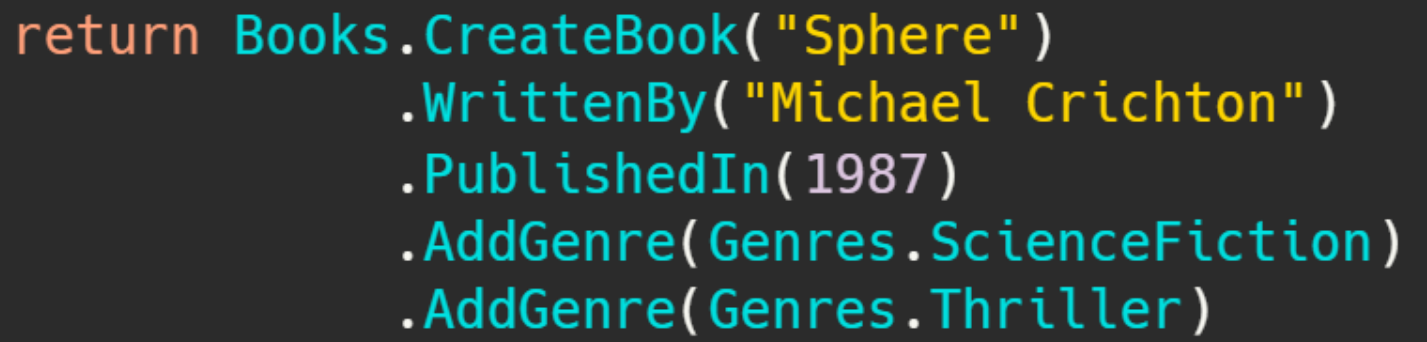 return Books.CreateBook("Sphere")
.WrittenBy("Michael Crichton")
.PublishedIn(1987)
.AddGenre(Genres.ScienceFiction)
.AddGenre(Genres.Thriller)